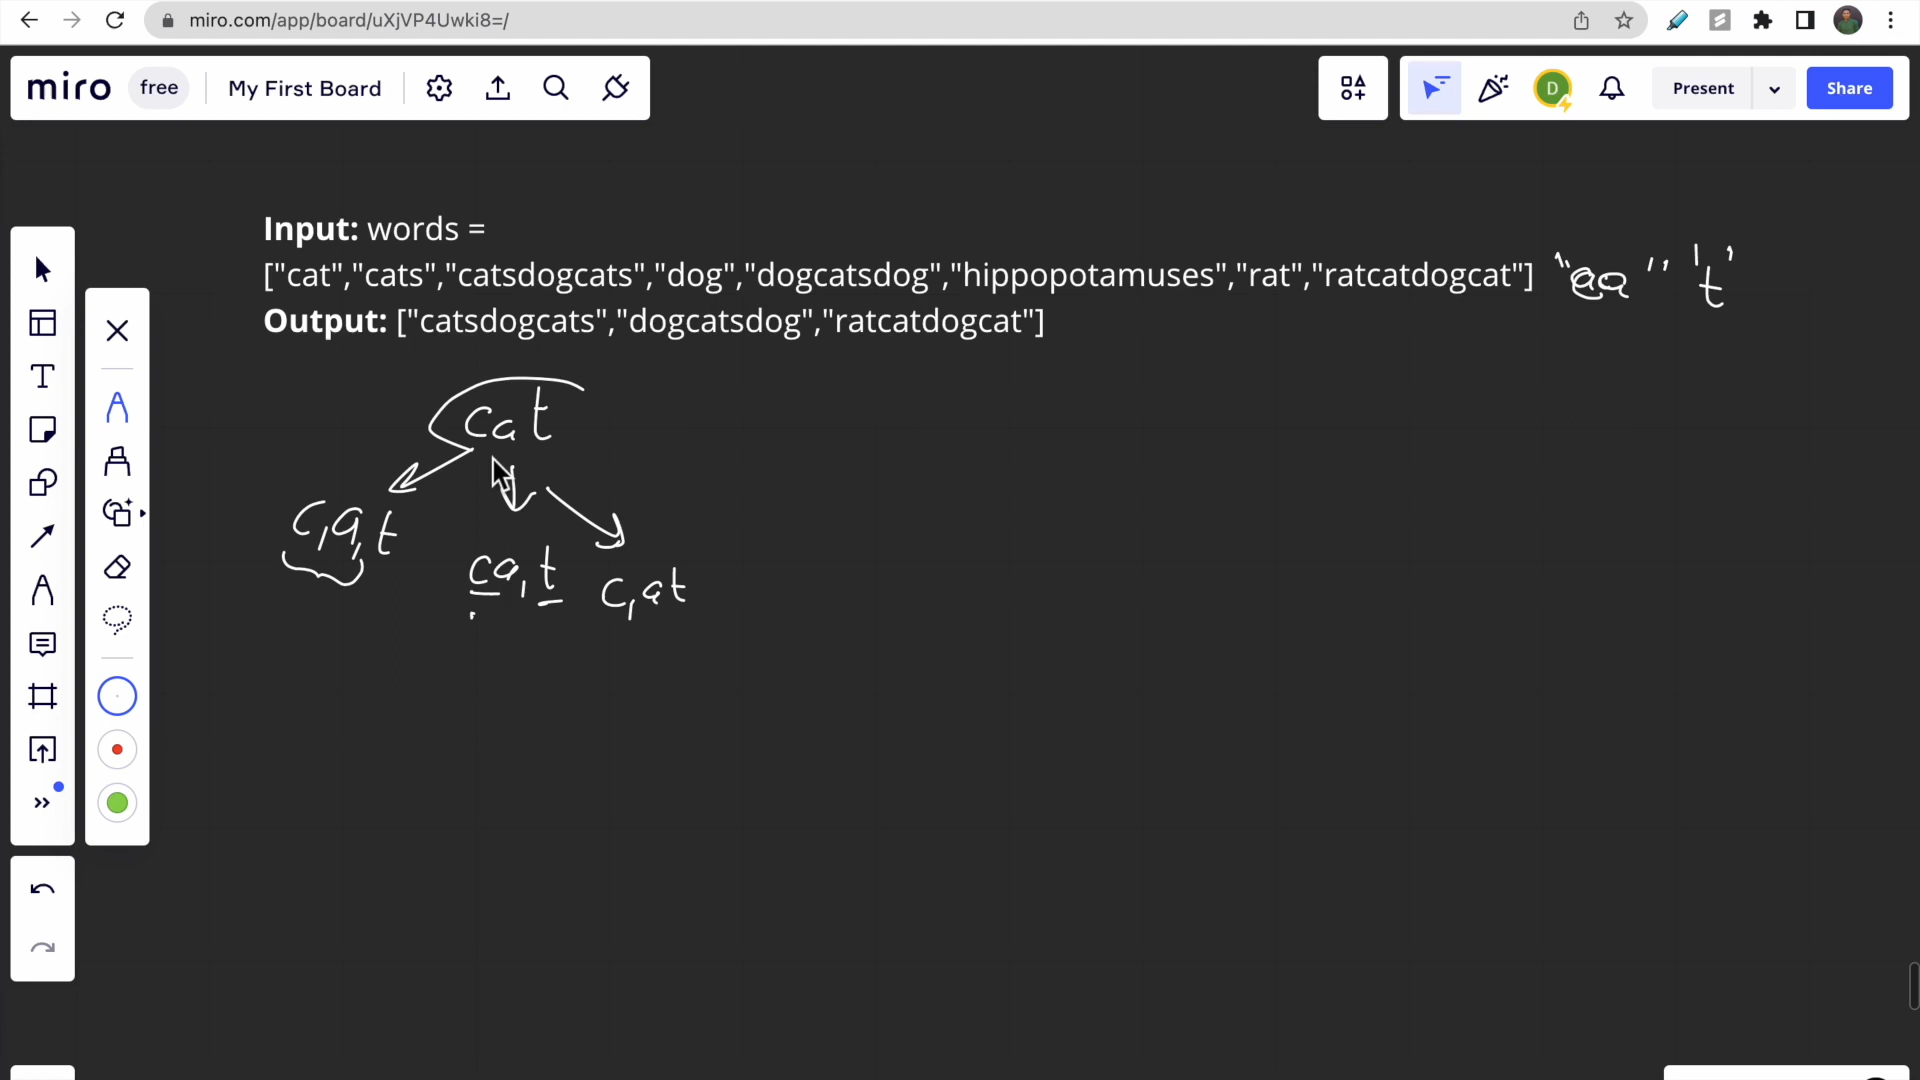 miro.com/app/board/uXjVP4Uwki8=/
miro free My First Board D Present Share
Input: words =
["cat","cats","catsdogcats","dog","dogcatsdog","hippopotamuses","rat","ratcatdogcat"] 't'
Output: ["catsdogcats","dogcatsdog","ratcatdogcat"]
cat
c,a,t
ca,t c,at